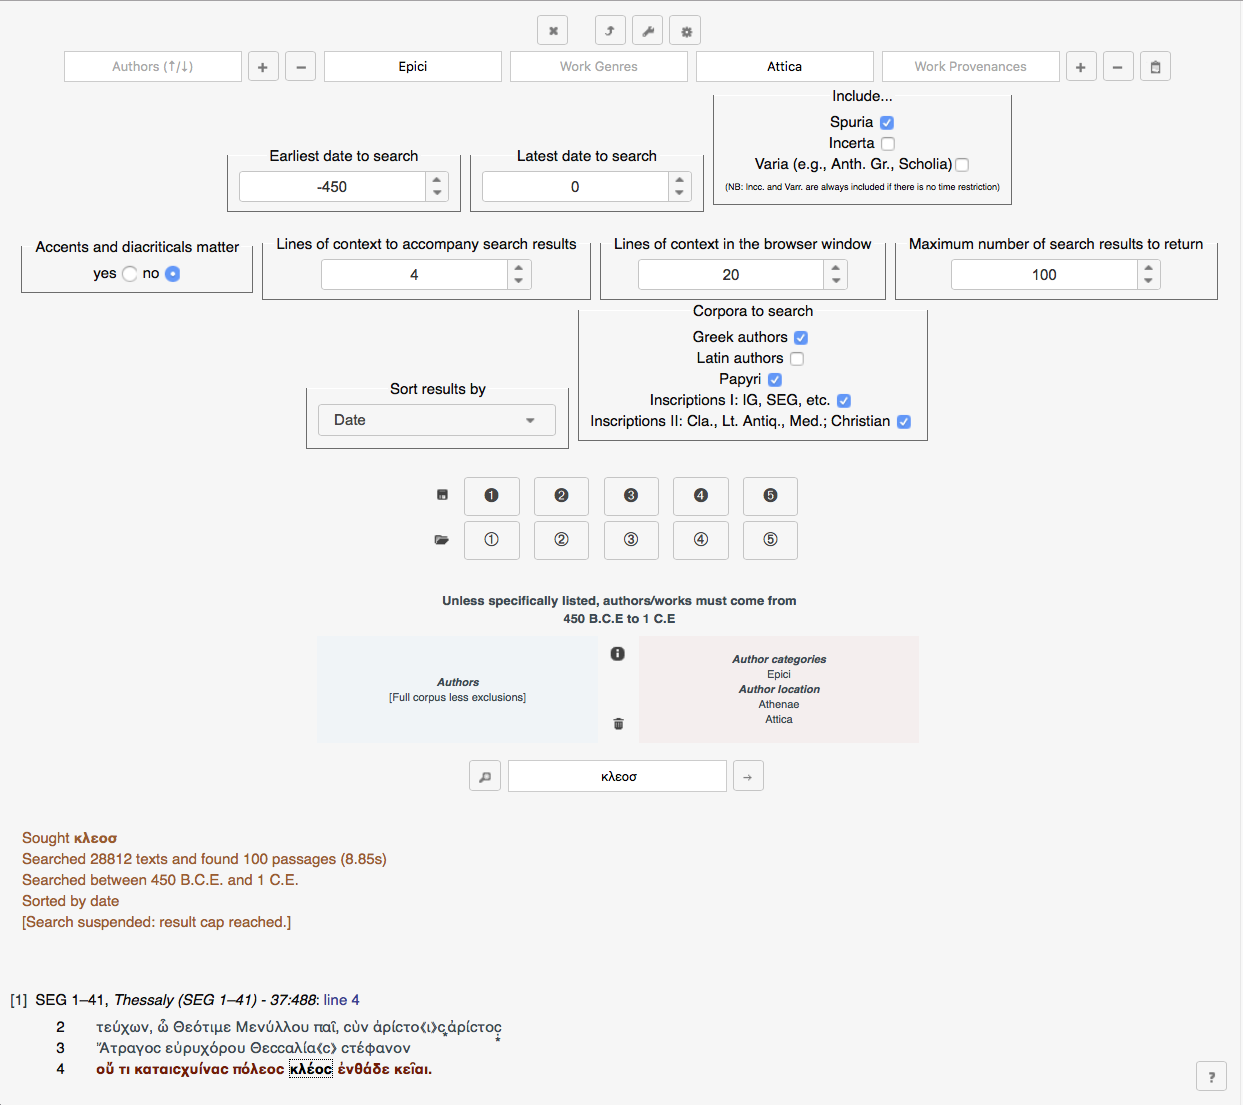 Authors (↑/↓) + − Epici Work Genres Attica Work Provenances + −
Include...
Spuria
Incerta
Varia (e.g., Anth. Gr., Scholia)
(NB: Incc. and Varr. are always included if there is no time restriction)
Earliest date to search
-450
Latest date to search
0
Accents and diacriticals matter
yes no
Lines of context to accompany search results
4
Lines of context in the browser window
20
Maximum number of search results to return
100
Corpora to search
Greek authors
Latin authors
Papyri
Inscriptions I: IG, SEG, etc.
Inscriptions II: Cla., Lt. Antiq., Med.; Christian
Sort results by
Date
❶ ❷ ❸ ❹ ❺
① ② ③ ④ ⑤
Unless specifically listed, authors/works must come from
450 B.C.E to 1 C.E
Authors
[Full corpus less exclusions]
Author categories
Epici
Author location
Athenae
Attica
κλεοσ →
Sought κλεοσ
Searched 28812 texts and found 100 passages (8.85s)
Searched between 450 B.C.E. and 1 C.E.
Sorted by date
[Search suspended: result cap reached.]
[1] SEG 1–41, Thessaly (SEG 1–41) - 37:488: line 4
2 τεύχων, ὦ Θεότιμε Μενύλλου παῖ, ϲὺν ἀρίϲτο⟪ι⟫ϲ̣ ἀρίϲτοϲ̣
3 Ἄτραγοϲ εὐρυχόρου Θεϲϲαλία⟪ϲ⟫ ϲτέφανον
4 οὔ τι καταιϲχυίναϲ πόλεοϲ κλέοϲ ἐνθάδε κεῖαι.
?